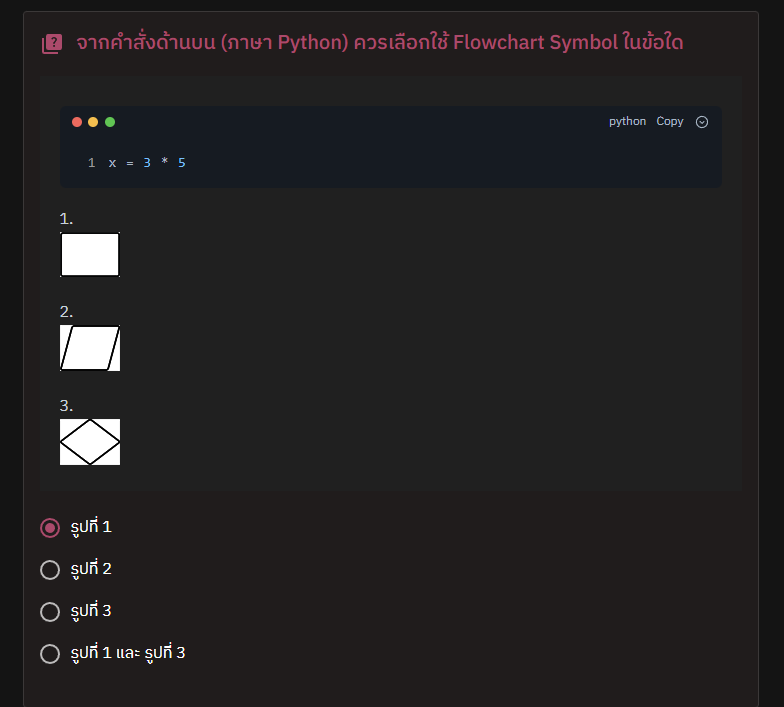 จากคำสั่งด้านบน (ภาษา Python) ควรเลือกใช้ Flowchart Symbol ในข้อใด
python Copy
1 x = 3 * 5
1.
2.
3.
รูปที่ 1
รูปที่ 2
รูปที่ 3
รูปที่ 1 และ รูปที่ 3